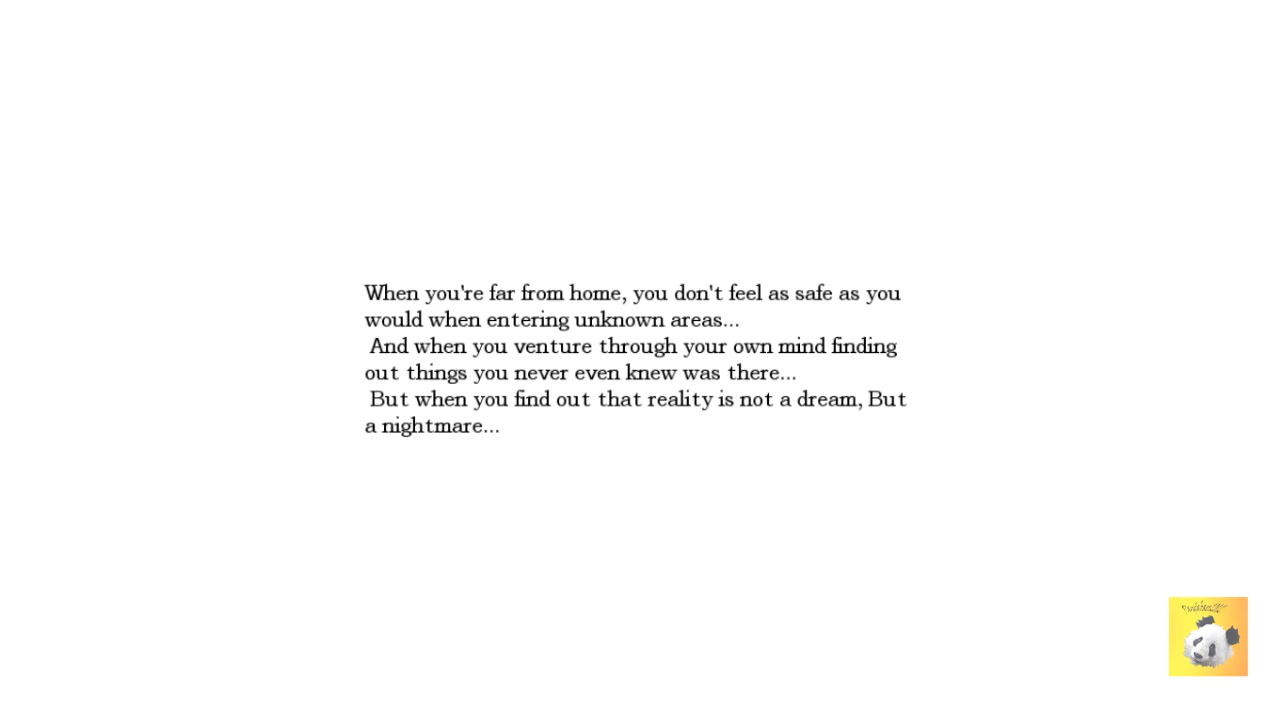 When you're far from home, you don't feel as safe as you
would when entering unknown areas...
And when you venture through your own mind finding
out things you never even knew was there...
But when you find out that reality is not a dream, But
a nightmare...